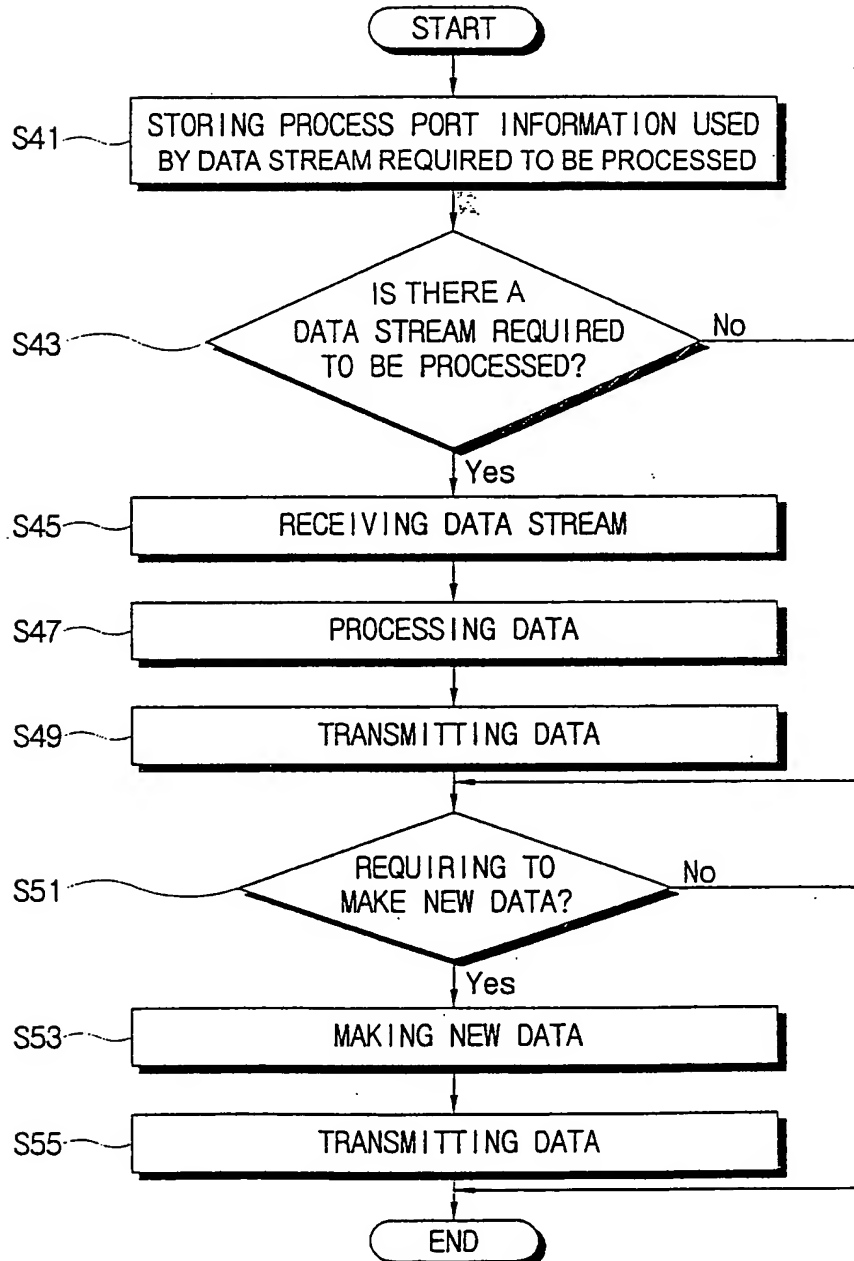 START
S41
STORING PROCESS PORT INFORMATION USED
BY DATA STREAM REQUIRED TO BE PROCESSED
S43
IS THERE A
DATA STREAM REQUIRED
TO BE PROCESSED?
No
Yes
S45
RECEIVING DATA STREAM
S47
PROCESSING DATA
S49
TRANSMITTING DATA
S51
REQUIRING TO
MAKE NEW DATA?
No
Yes
S53
MAKING NEW DATA
S55
TRANSMITTING DATA
END